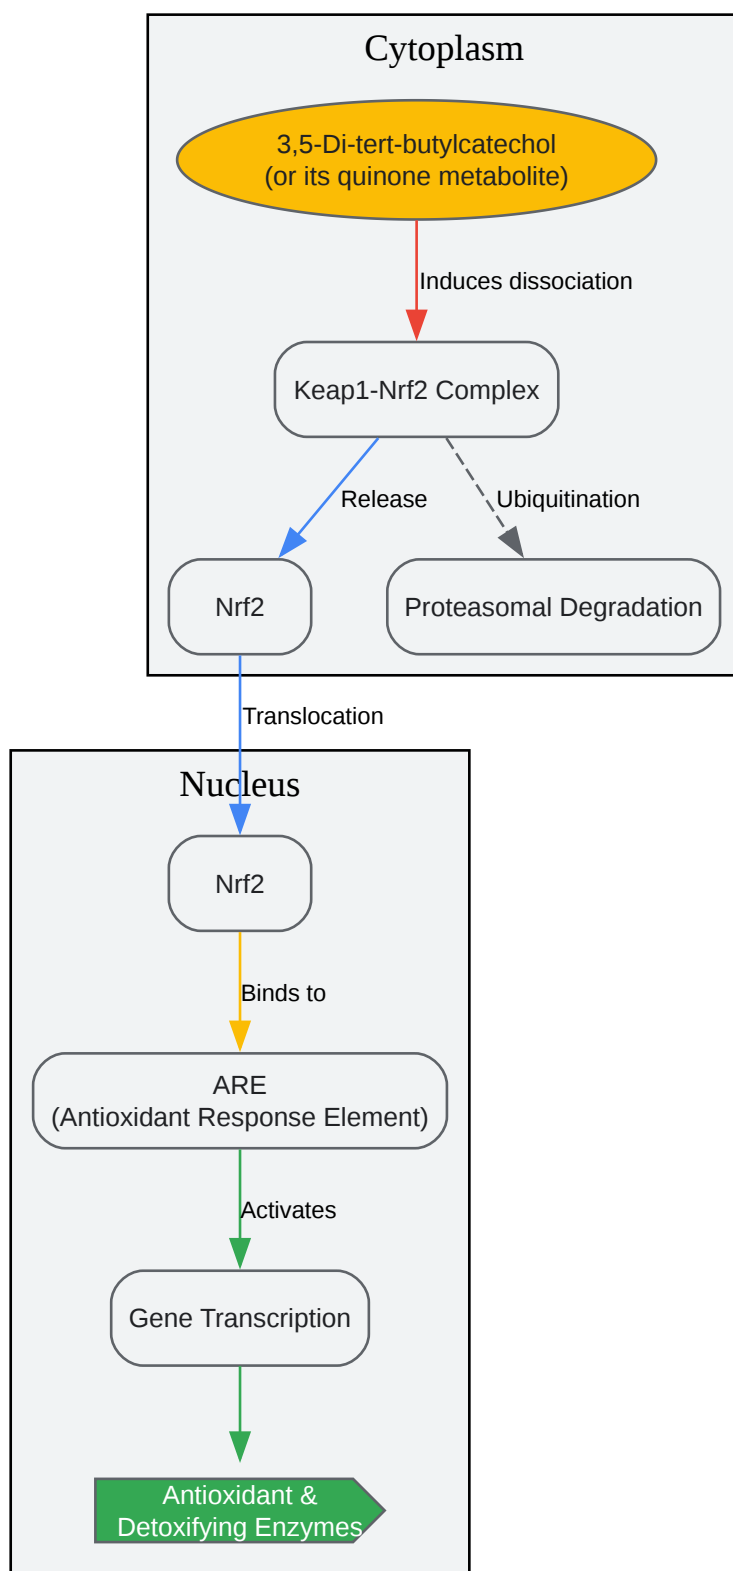 Cytoplasm
3,5-Di-tert-butylcatechol
(or its quinone metabolite)
Induces dissociation
Keap1-Nrf2 Complex
Release
Ubiquitination
Nrf2
Proteasomal Degradation
Translocation
Nucleus
Nrf2
Binds to
ARE
(Antioxidant Response Element)
Activates
Gene Transcription
Antioxidant &
Detoxifying Enzymes